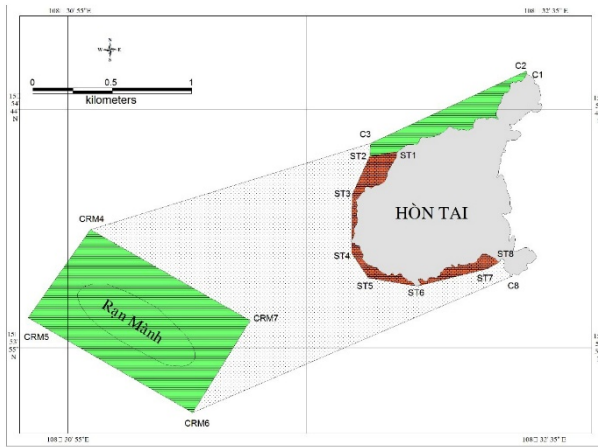 108□ 30' 55"E
108□ 32' 35"E
N
W E
S
0 0.5 1
kilometers
C2
C1
15
54
44
N
C3
ST2
ST1
ST3
HÒN TAI
CRM4
ST4
ST8
ST7
C8
ST5
ST6
Rạn Mành
CRM7
CRM5
15
53
55
N
CRM6
108□ 30' 55"E
108□ 32' 35"E